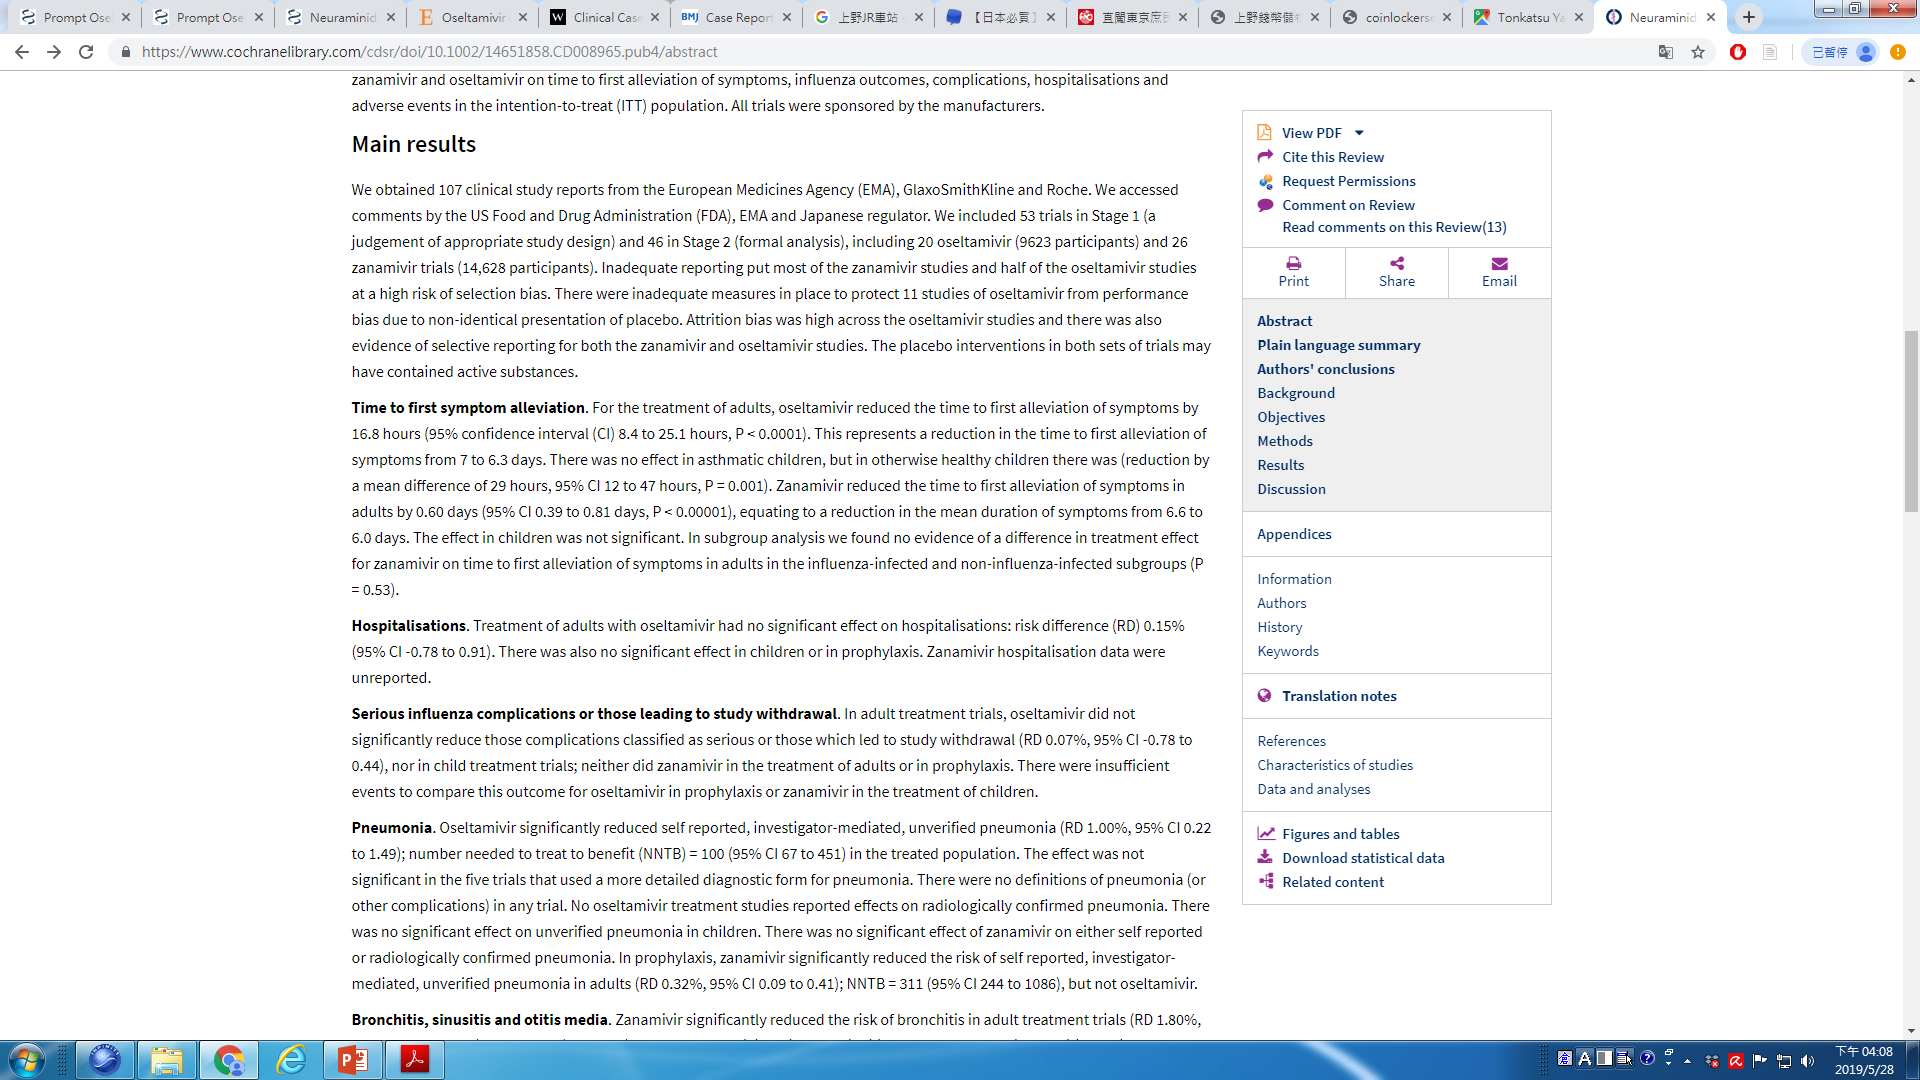 Prompt Osel
Prompt Osel
Neuraminid
Oseltamivir
Clinical Case
Case Report
上野JR車站 -
【日本必買】
上野錢幣儲
coinlockerse
Tonkatsu Ya
Neuraminid
https://www.cochranelibrary.com/cdsr/doi/10.1002/14651858.CD008965.pub4/abstract
已暫停
zanamivir and oseltamivir on time to first alleviation of symptoms, influenza outcomes, complications, hospitalisations and
adverse events in the intention-to-treat (ITT) population. All trials were sponsored by the manufacturers.
Main results
We obtained 107 clinical study reports from the European Medicines Agency (EMA), GlaxoSmithKline and Roche. We accessed
comments by the US Food and Drug Administration (FDA), EMA and Japanese regulator. We included 53 trials in Stage 1 (a
judgement of appropriate study design) and 46 in Stage 2 (formal analysis), including 20 oseltamivir (9623 participants) and 26
zanamivir trials (14,628 participants). Inadequate reporting put most of the zanamivir studies and half of the oseltamivir studies
at a high risk of selection bias. There were inadequate measures in place to protect 11 studies of oseltamivir from performance
bias due to non-identical presentation of placebo. Attrition bias was high across the oseltamivir studies and there was also
evidence of selective reporting for both the zanamivir and oseltamivir studies. The placebo interventions in both sets of trials may
have contained active substances.
Time to first symptom alleviation. For the treatment of adults, oseltamivir reduced the time to first alleviation of symptoms by
16.8 hours (95% confidence interval (CI) 8.4 to 25.1 hours, P < 0.0001). This represents a reduction in the time to first alleviation of
symptoms from 7 to 6.3 days. There was no effect in asthmatic children, but in otherwise healthy children there was (reduction by
a mean difference of 29 hours, 95% CI 12 to 47 hours, P = 0.001). Zanamivir reduced the time to first alleviation of symptoms in
adults by 0.60 days (95% CI 0.39 to 0.81 days, P < 0.00001), equating to a reduction in the mean duration of symptoms from 6.6 to
6.0 days. The effect in children was not significant. In subgroup analysis we found no evidence of a difference in treatment effect
for zanamivir on time to first alleviation of symptoms in adults in the influenza-infected and non-influenza-infected subgroups (P
= 0.53).
Hospitalisations. Treatment of adults with oseltamivir had no significant effect on hospitalisations: risk difference (RD) 0.15%
(95% CI -0.78 to 0.91). There was also no significant effect in children or in prophylaxis. Zanamivir hospitalisation data were
unreported.
Serious influenza complications or those leading to study withdrawal. In adult treatment trials, oseltamivir did not
significantly reduce those complications classified as serious or those which led to study withdrawal (RD 0.07%, 95% CI -0.78 to
0.44), nor in child treatment trials; neither did zanamivir in the treatment of adults or in prophylaxis. There were insufficient
events to compare this outcome for oseltamivir in prophylaxis or zanamivir in the treatment of children.
Pneumonia. Oseltamivir significantly reduced self reported, investigator-mediated, unverified pneumonia (RD 1.00%, 95% CI 0.22
to 1.49); number needed to treat to benefit (NNTB) = 100 (95% CI 67 to 451) in the treated population. The effect was not
significant in the five trials that used a more detailed diagnostic form for pneumonia. There were no definitions of pneumonia (or
other complications) in any trial. No oseltamivir treatment studies reported effects on radiologically confirmed pneumonia. There
was no significant effect on unverified pneumonia in children. There was no significant effect of zanamivir on either self reported
or radiologically confirmed pneumonia. In prophylaxis, zanamivir significantly reduced the risk of self reported, investigator-
mediated, unverified pneumonia in adults (RD 0.32%, 95% CI 0.09 to 0.41); NNTB = 311 (95% CI 244 to 1086), but not oseltamivir.
Bronchitis, sinusitis and otitis media. Zanamivir significantly reduced the risk of bronchitis in adult treatment trials (RD 1.80%,
View PDF
Cite this Review
Request Permissions
Comment on Review
Read comments on this Review(13)
Print
Share
Email
Abstract
Plain language summary
Authors' conclusions
Background
Objectives
Methods
Results
Discussion
Appendices
Information
Authors
History
Keywords
Translation notes
References
Characteristics of studies
Data and analyses
Figures and tables
Download statistical data
Related content
下午 04:08
2019/5/28